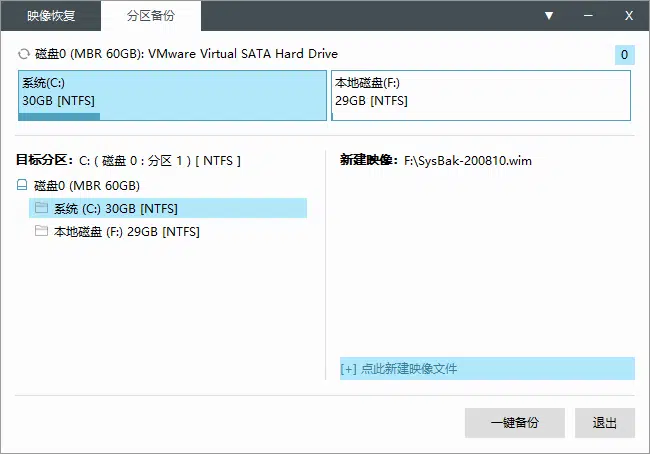 映像恢复 分区备份 ▼ – X
磁盘0 (MBR 60GB): VMware Virtual SATA Hard Drive 0
系统(C:) 本地磁盘(F:)
30GB [NTFS] 29GB [NTFS]
目标分区：C: ( 磁盘 0 : 分区 1 ) [ NTFS ] 新建映像：F:\SysBak-200810.wim
磁盘0 (MBR 60GB)
系统 (C:) 30GB [NTFS]
本地磁盘 (F:) 29GB [NTFS]
[+] 点此新建映像文件
一键备份 退出